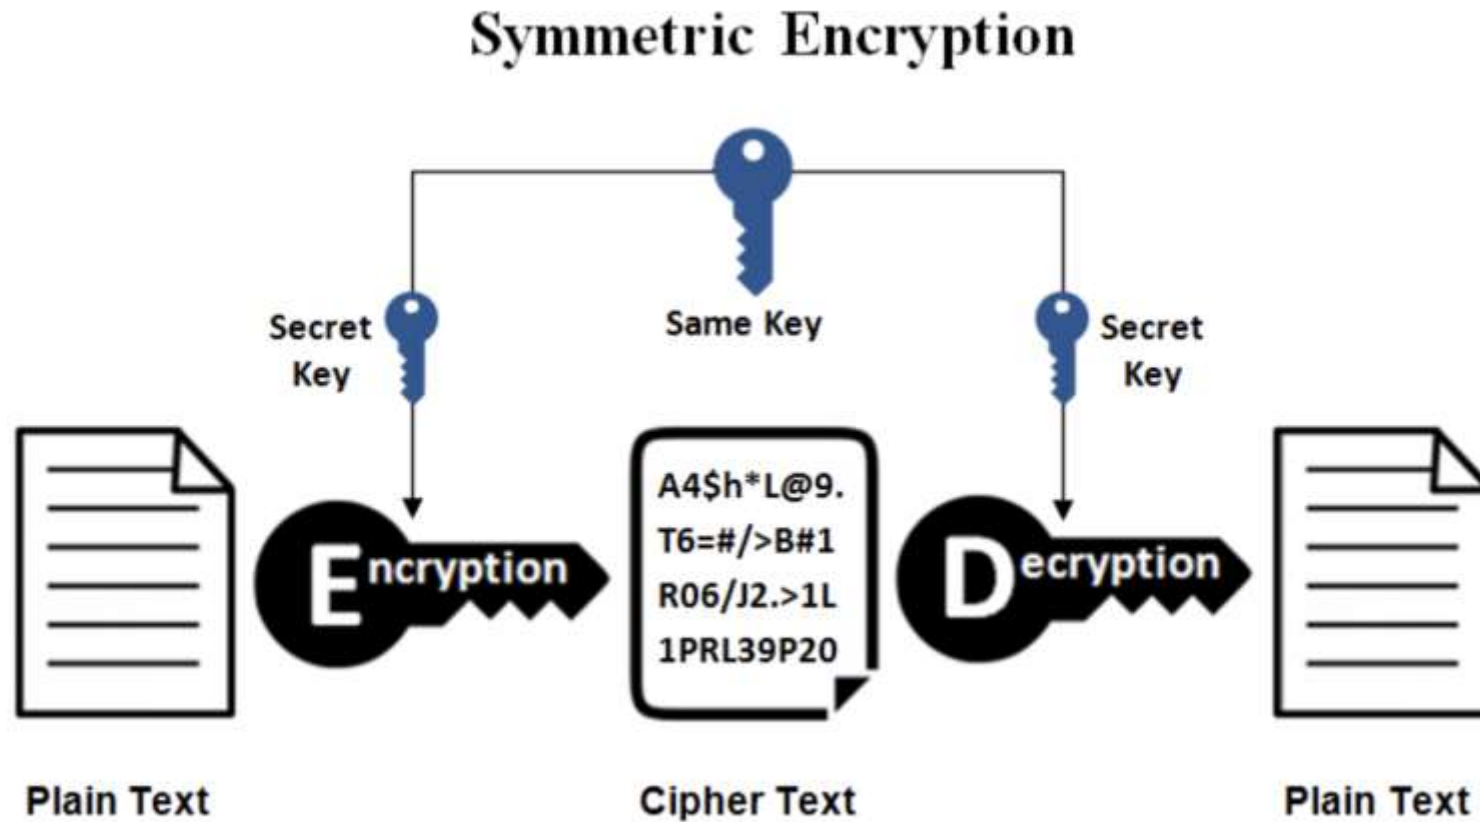 Symmetric Encryption
Same Key
Secret
Key
Secret
Key
Encryption
A4$h*L@9.
T6=#/>B#1
R06/J2.>1L
1PRL39P20
Decryption
Plain Text
Cipher Text
Plain Text